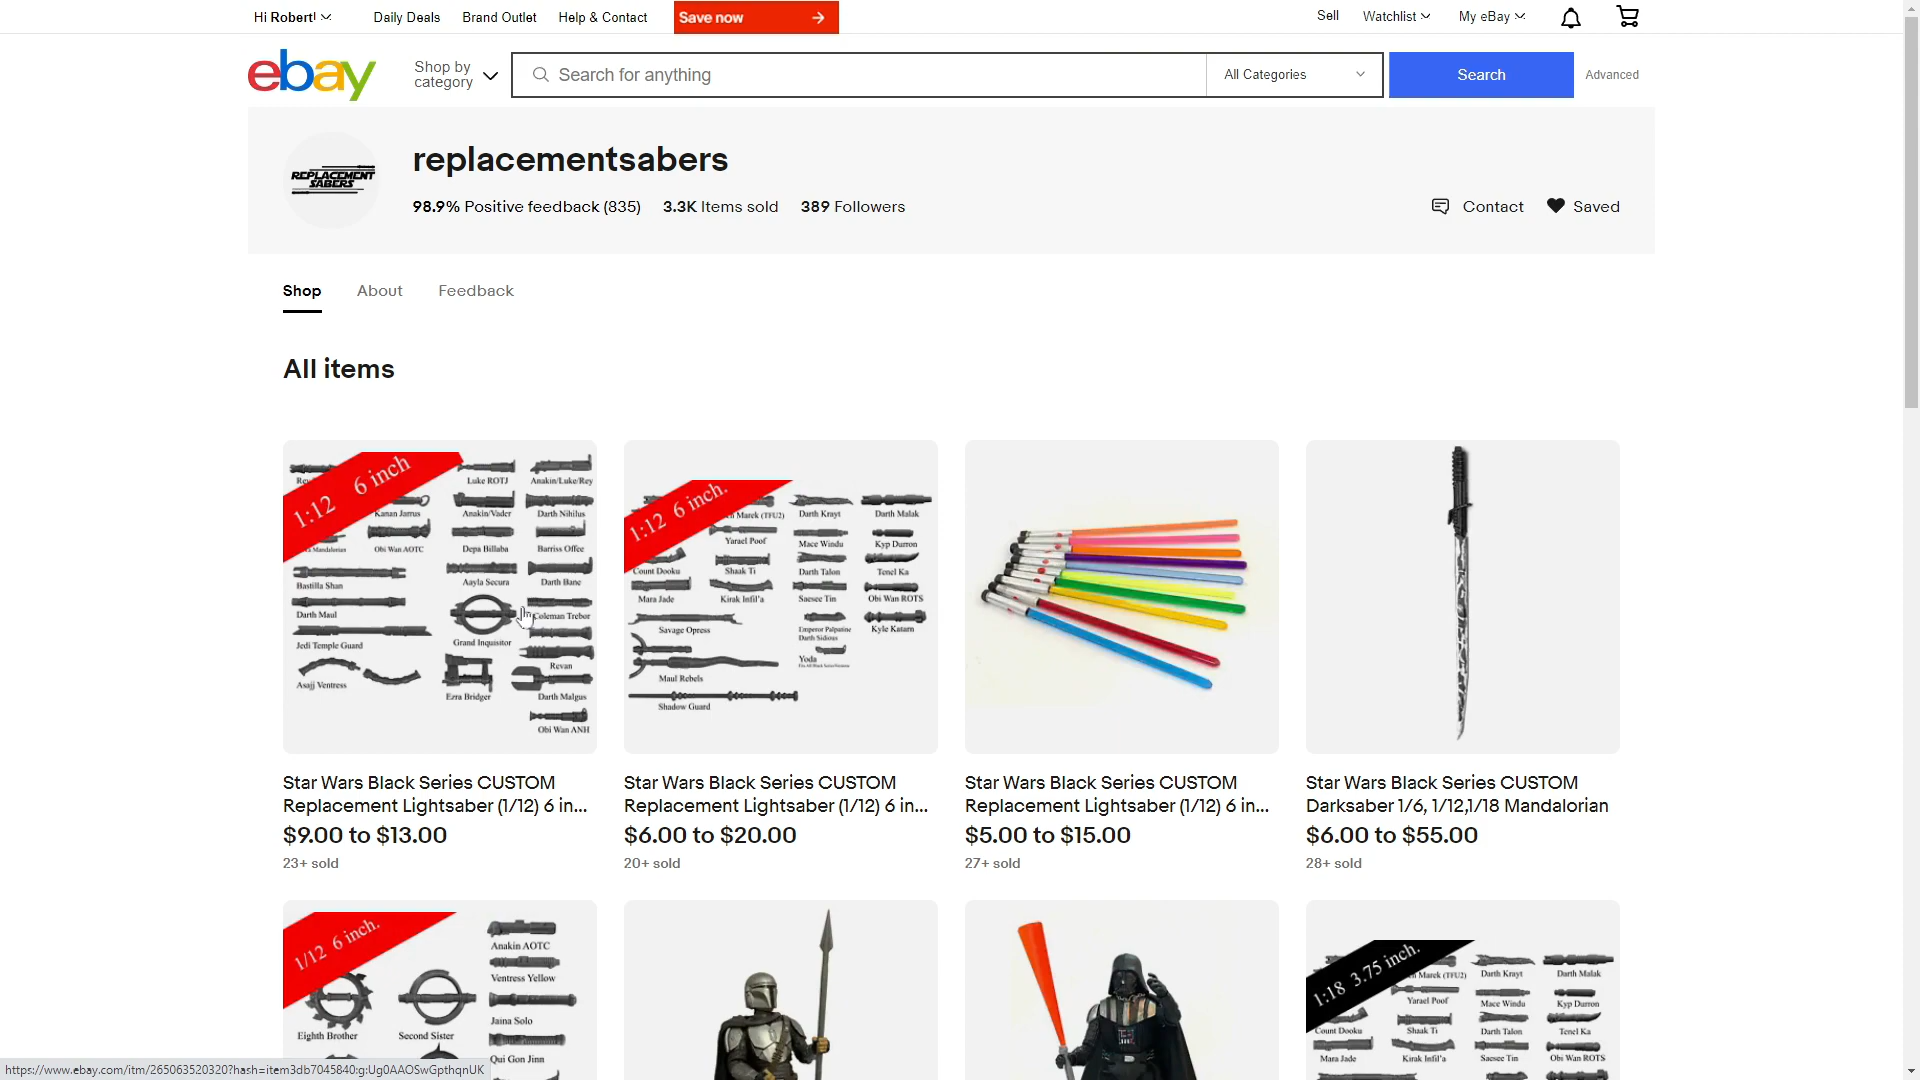 Hi Robert!
Daily Deals
Brand Outlet
Help & Contact
Save now
Sell
Watchlist
My eBay
ebay
Shop by
category
Search for anything
All Categories
Search
Advanced
REPLACEMENT
SABERS
replacementsabers
98.9% Positive feedback (835)
3.3K Items sold
389 Followers
Contact
Saved
Shop
About
Feedback
All items
1:12 6 inch
Luke ROTJ
Anakin/Luke/Rey
Kanan Jarrus
Anakin/Vader
Darth Nihilus
Mandalorian
Obi Wan AOTC
Depa Billaba
Barriss Offee
Bastilla Shan
Aayla Secura
Darth Bane
Darth Maul
Coleman Trebor
Jedi Temple Guard
Grand Inquisitor
Revan
Asajj Ventress
Ezra Bridger
Darth Malgus
Obi Wan ANH
1:12 6 inch.
Marek (TFU2)
Darth Krayt
Darth Malak
Yarael Poof
Mace Windu
Kyp Durron
Count Dooku
Shaak Ti
Darth Talon
Tenel Ka
Mara Jade
Kirak Infil'a
Saesee Tin
Obi Wan ROTS
Savage Opress
Emperor Palpatine
Darth Sidious
Kyle Katarn
Yoda
Maul Rebels
Shadow Guard
Star Wars Black Series CUSTOM
Replacement Lightsaber (1/12) 6 in...
$9.00 to $13.00
23+ sold
Star Wars Black Series CUSTOM
Replacement Lightsaber (1/12) 6 in...
$6.00 to $20.00
20+ sold
Star Wars Black Series CUSTOM
Replacement Lightsaber (1/12) 6 in...
$5.00 to $15.00
27+ sold
Star Wars Black Series CUSTOM
Darksaber 1/6, 1/12,1/18 Mandalorian
$6.00 to $55.00
28+ sold
1/12 6 inch.
Anakin AOTC
Ventress Yellow
Jaina Solo
Eighth Brother
Second Sister
Qui Gon Jinn
1:18 3.75 inch.
Marek (TFU2)
Darth Krayt
Darth Malak
Yarael Poof
Mace Windu
Kyp Durron
Count Dooku
Shaak Ti
Darth Talon
Tenel Ka
Mara Jade
Kirak Infil'a
Saesee Tin
Obi Wan ROTS
https://www.ebay.com/itm/265063520320?hash=item3db7045840:g:Ug0AAOSwGpthqnUK